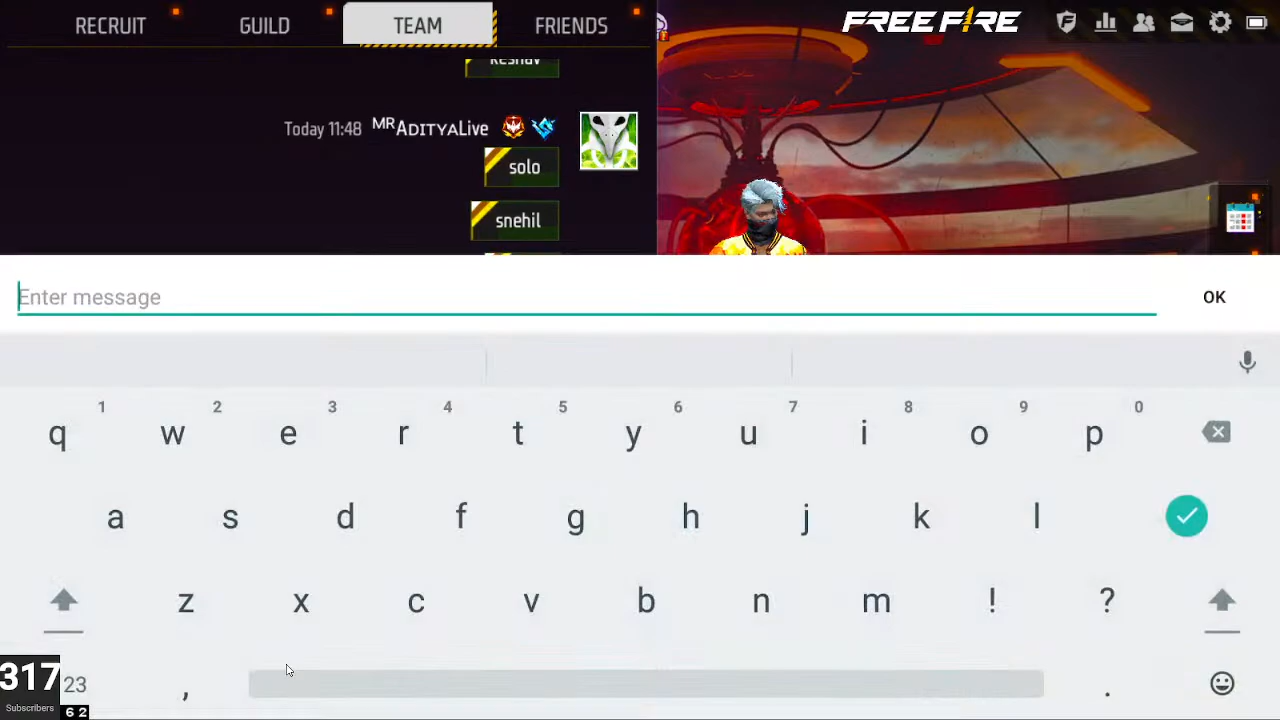 RECRUIT GUILD TEAM FRIENDS FREE FIRE
Keshav
Today 11:48 MRADITYALive
solo
snehil
Enter message OK
1 2 3 4 5 6 7 8 9 0
q w e r t y u i o p
a s d f g h j k l
z x c v b n m ! ?
317 23 , .
Subscribers 62